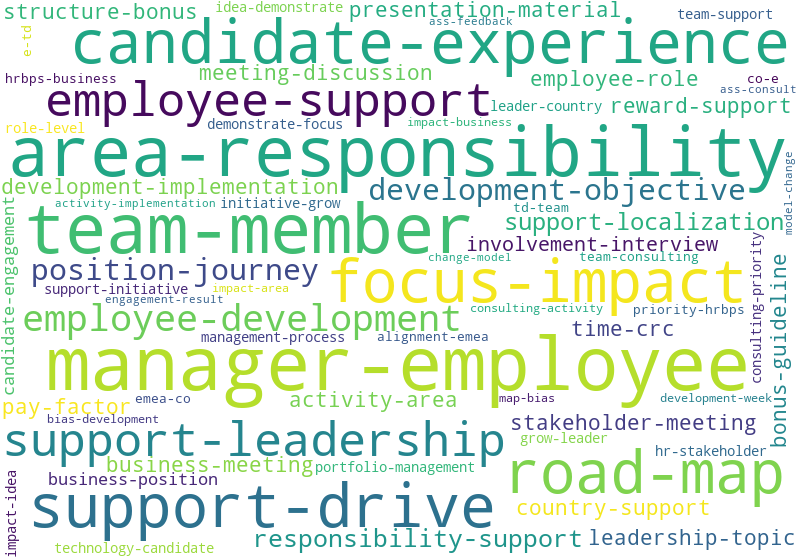 structure-bonus
idea-demonstrate
presentation-material
ass-feedback
team-support
e-td
candidate-experience
hrbps-business
meeting-discussion
employee-role
co-e
ass-consult
employee-support
leader-country
reward-support
role-level
demonstrate-focus
impact-business
area-responsibility
model-change
development-implementation
development-objective
activity-implementation
initiative-grow
td-team
support-localization
candidate-engagement
team-member
involvement-interview
position-journey
change-model
team-consulting
focus-impact
consulting-priority
bonus-guideline
support-initiative
impact-area
engagement-result
consulting-activity
priority-hrbps
employee-development
management-process
alignment-emea
time-crc
manager-employee
pay-factor
emea-co
activity-area
map-bias
development-week
bias-development
stakeholder-meeting
support-leadership
grow-leader
hr-stakeholder
business-meeting
portfolio-management
road-map
impact-idea
business-position
support-drive
country-support
technology-candidate
responsibility-support
leadership-topic